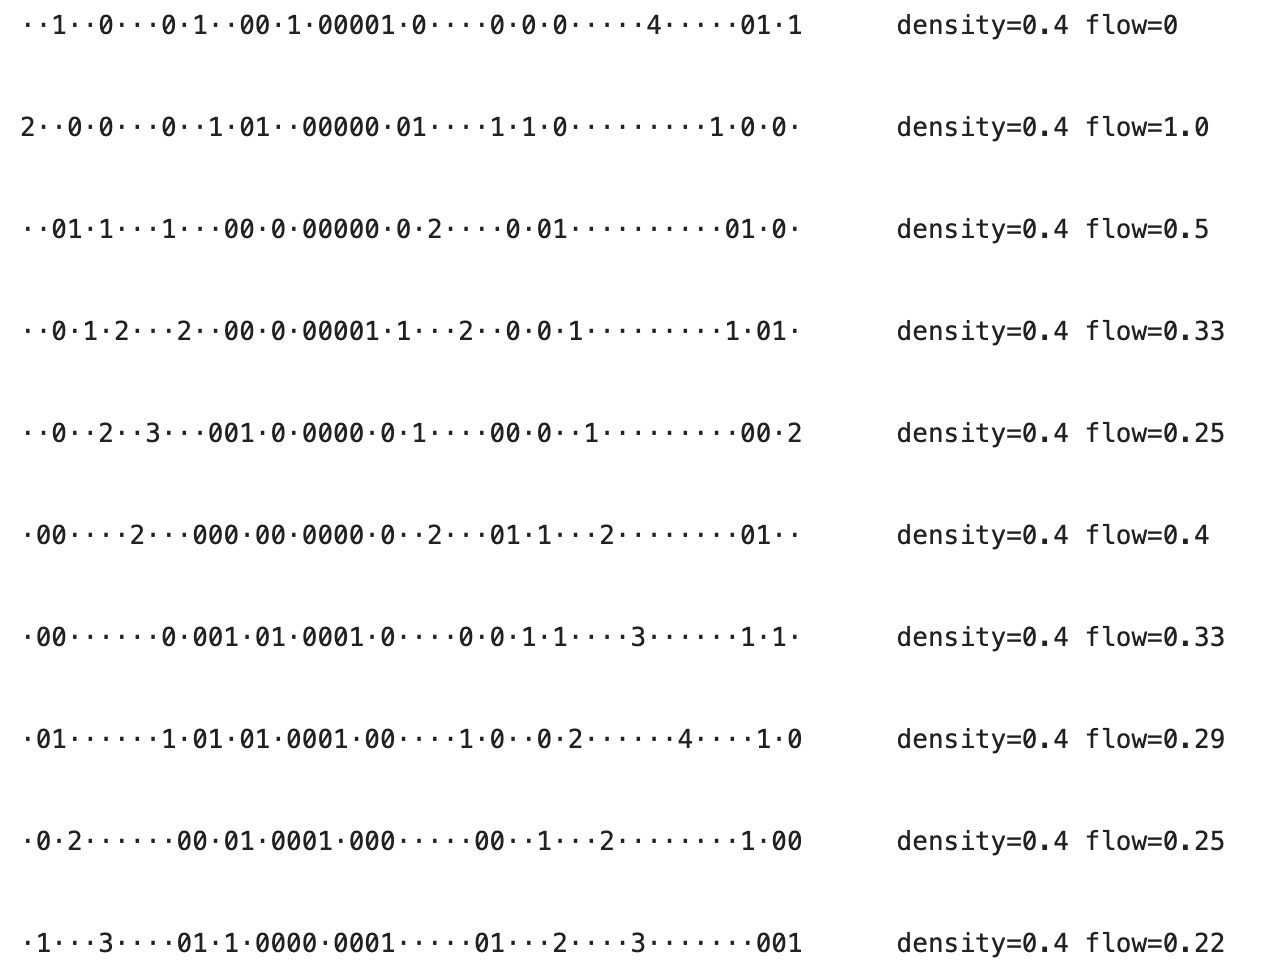 ··1··0···0·1··00·1·00001·0····0·0·0·····4·····01·1      density=0.4 flow=0
2··0·0···0··1·01··00000·01····1·1·0·········1·0·0·      density=0.4 flow=1.0
··01·1···1···00·0·00000·0·2····0·01··········01·0·      density=0.4 flow=0.5
··0·1·2···2··00·0·00001·1···2··0·0·1·········1·01·      density=0.4 flow=0.33
··0··2··3···001·0·0000·0·1····00·0··1·········00·2      density=0.4 flow=0.25
·00····2···000·00·0000·0··2···01·1···2········01··      density=0.4 flow=0.4
·00······0·001·01·0001·0····0·0·1·1····3······1·1·      density=0.4 flow=0.33
·01······1·01·01·0001·00····1·0··0·2······4····1·0      density=0.4 flow=0.29
·0·2······00·01·0001·000·····00··1···2········1·00      density=0.4 flow=0.25
·1···3····01·1·0000·0001·····01···2····3·······001      density=0.4 flow=0.22